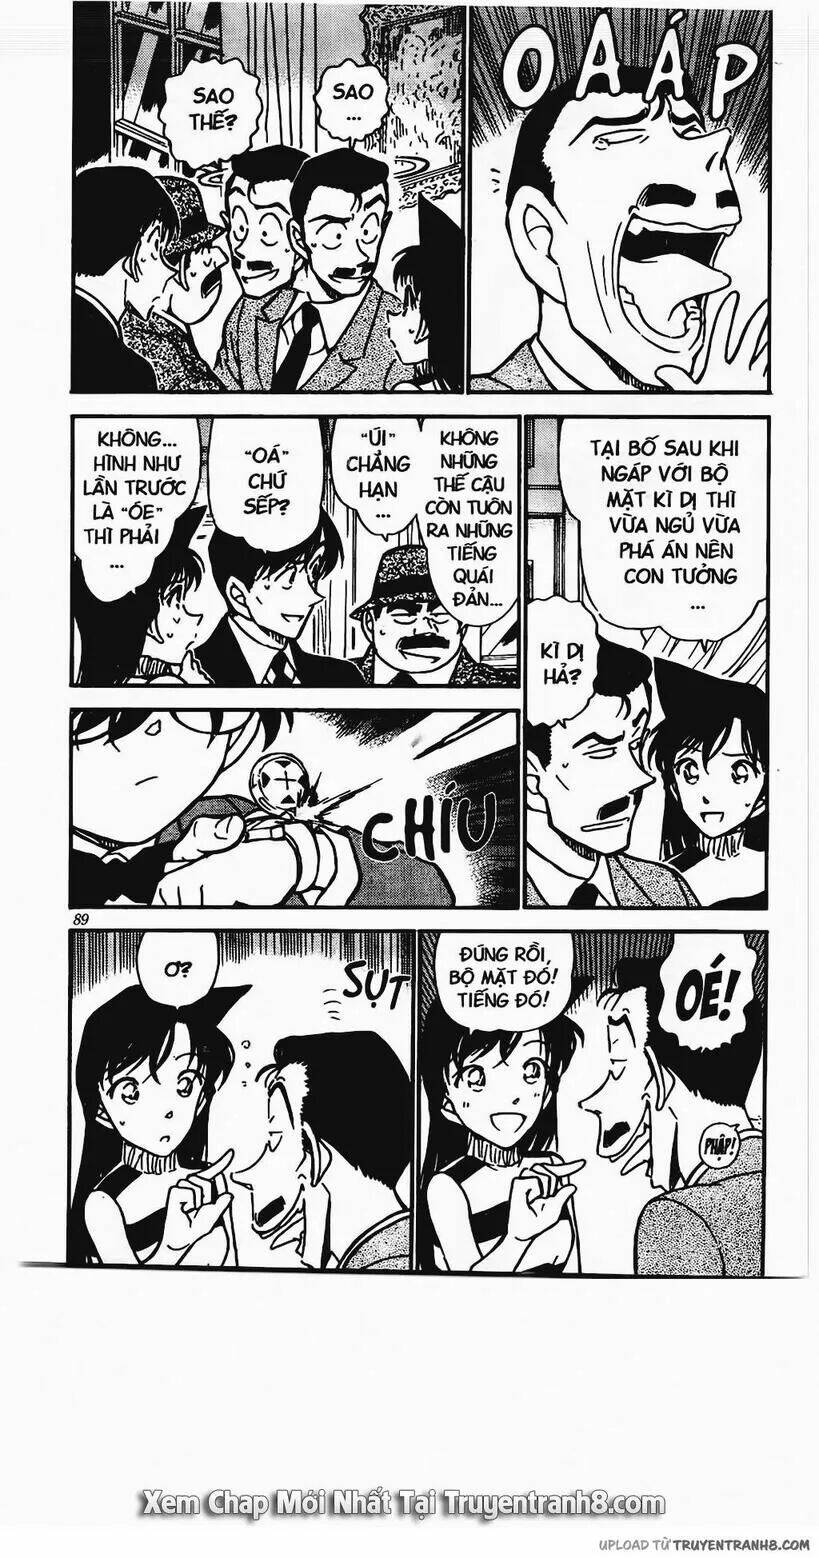 OAÁP
SAO
...
SAO
THẾ?
TẠI BỐ SAU KHI
NGÁP VỚI BỘ
MẶT KÌ DỊ THÌ
VỪA NGỦ VỪA
PHÁ ÁN NÊN
CON TƯỞNG
...
KÌ DỊ
HẢ?
KHÔNG
NHỮNG
THẾ CẬU
CÒN TUÔN
RA NHỮNG
TIẾNG
QUÁI
ĐẢN...
“ÚI”
CHẲNG
HẠN
...
“OÁ”
CHỨ
SẾP?
KHÔNG...
HÌNH NHƯ
LẦN TRƯỚC
LÀ “ÓE”
THÌ PHẢI
...
CHÍU
89
OÉ!
PHẬP!
ĐÚNG RỒI,
BỘ MẶT ĐÓ!
TIẾNG ĐÓ!
SỤT
Ơ?
Xem Chap Mới Nhất Tại Truyentranh8.com
UPLOAD TỪ TRUYENTRANH8.COM